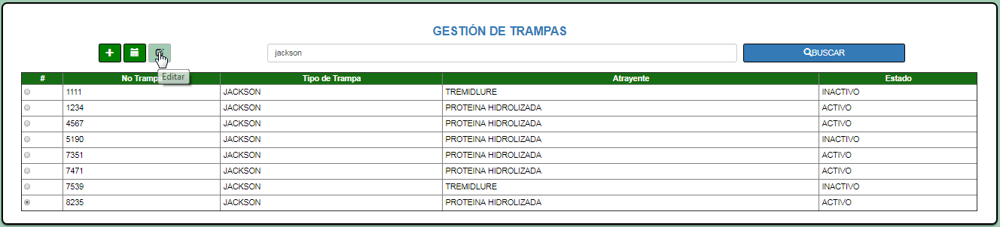 GESTIÓN DE TRAMPAS
jackson BUSCAR
Editar
# No Trampa Tipo de Trampa Atrayente Estado
1111 JACKSON TREMIDLURE INACTIVO
1234 JACKSON PROTEINA HIDROLIZADA ACTIVO
4567 JACKSON PROTEINA HIDROLIZADA ACTIVO
5190 JACKSON PROTEINA HIDROLIZADA INACTIVO
7351 JACKSON PROTEINA HIDROLIZADA ACTIVO
7471 JACKSON PROTEINA HIDROLIZADA ACTIVO
7539 JACKSON TREMIDLURE INACTIVO
8235 JACKSON PROTEINA HIDROLIZADA ACTIVO